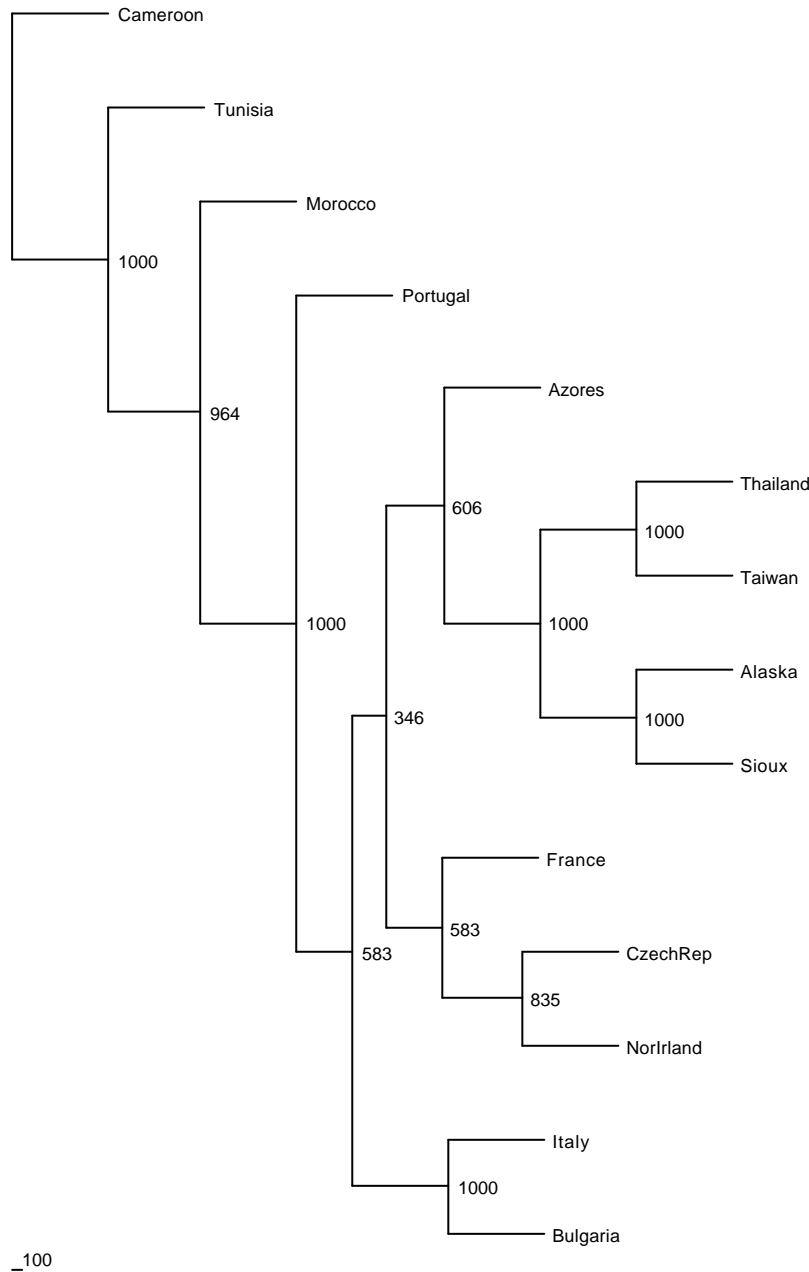 Cameroon
Tunisia
Morocco
1000
Portugal
Azores
964
Thailand
606
1000
Taiwan
1000
1000
Alaska
346
1000
Sioux
France
583
583
CzechRep
835
NorIrland
Italy
1000
Bulgaria
100